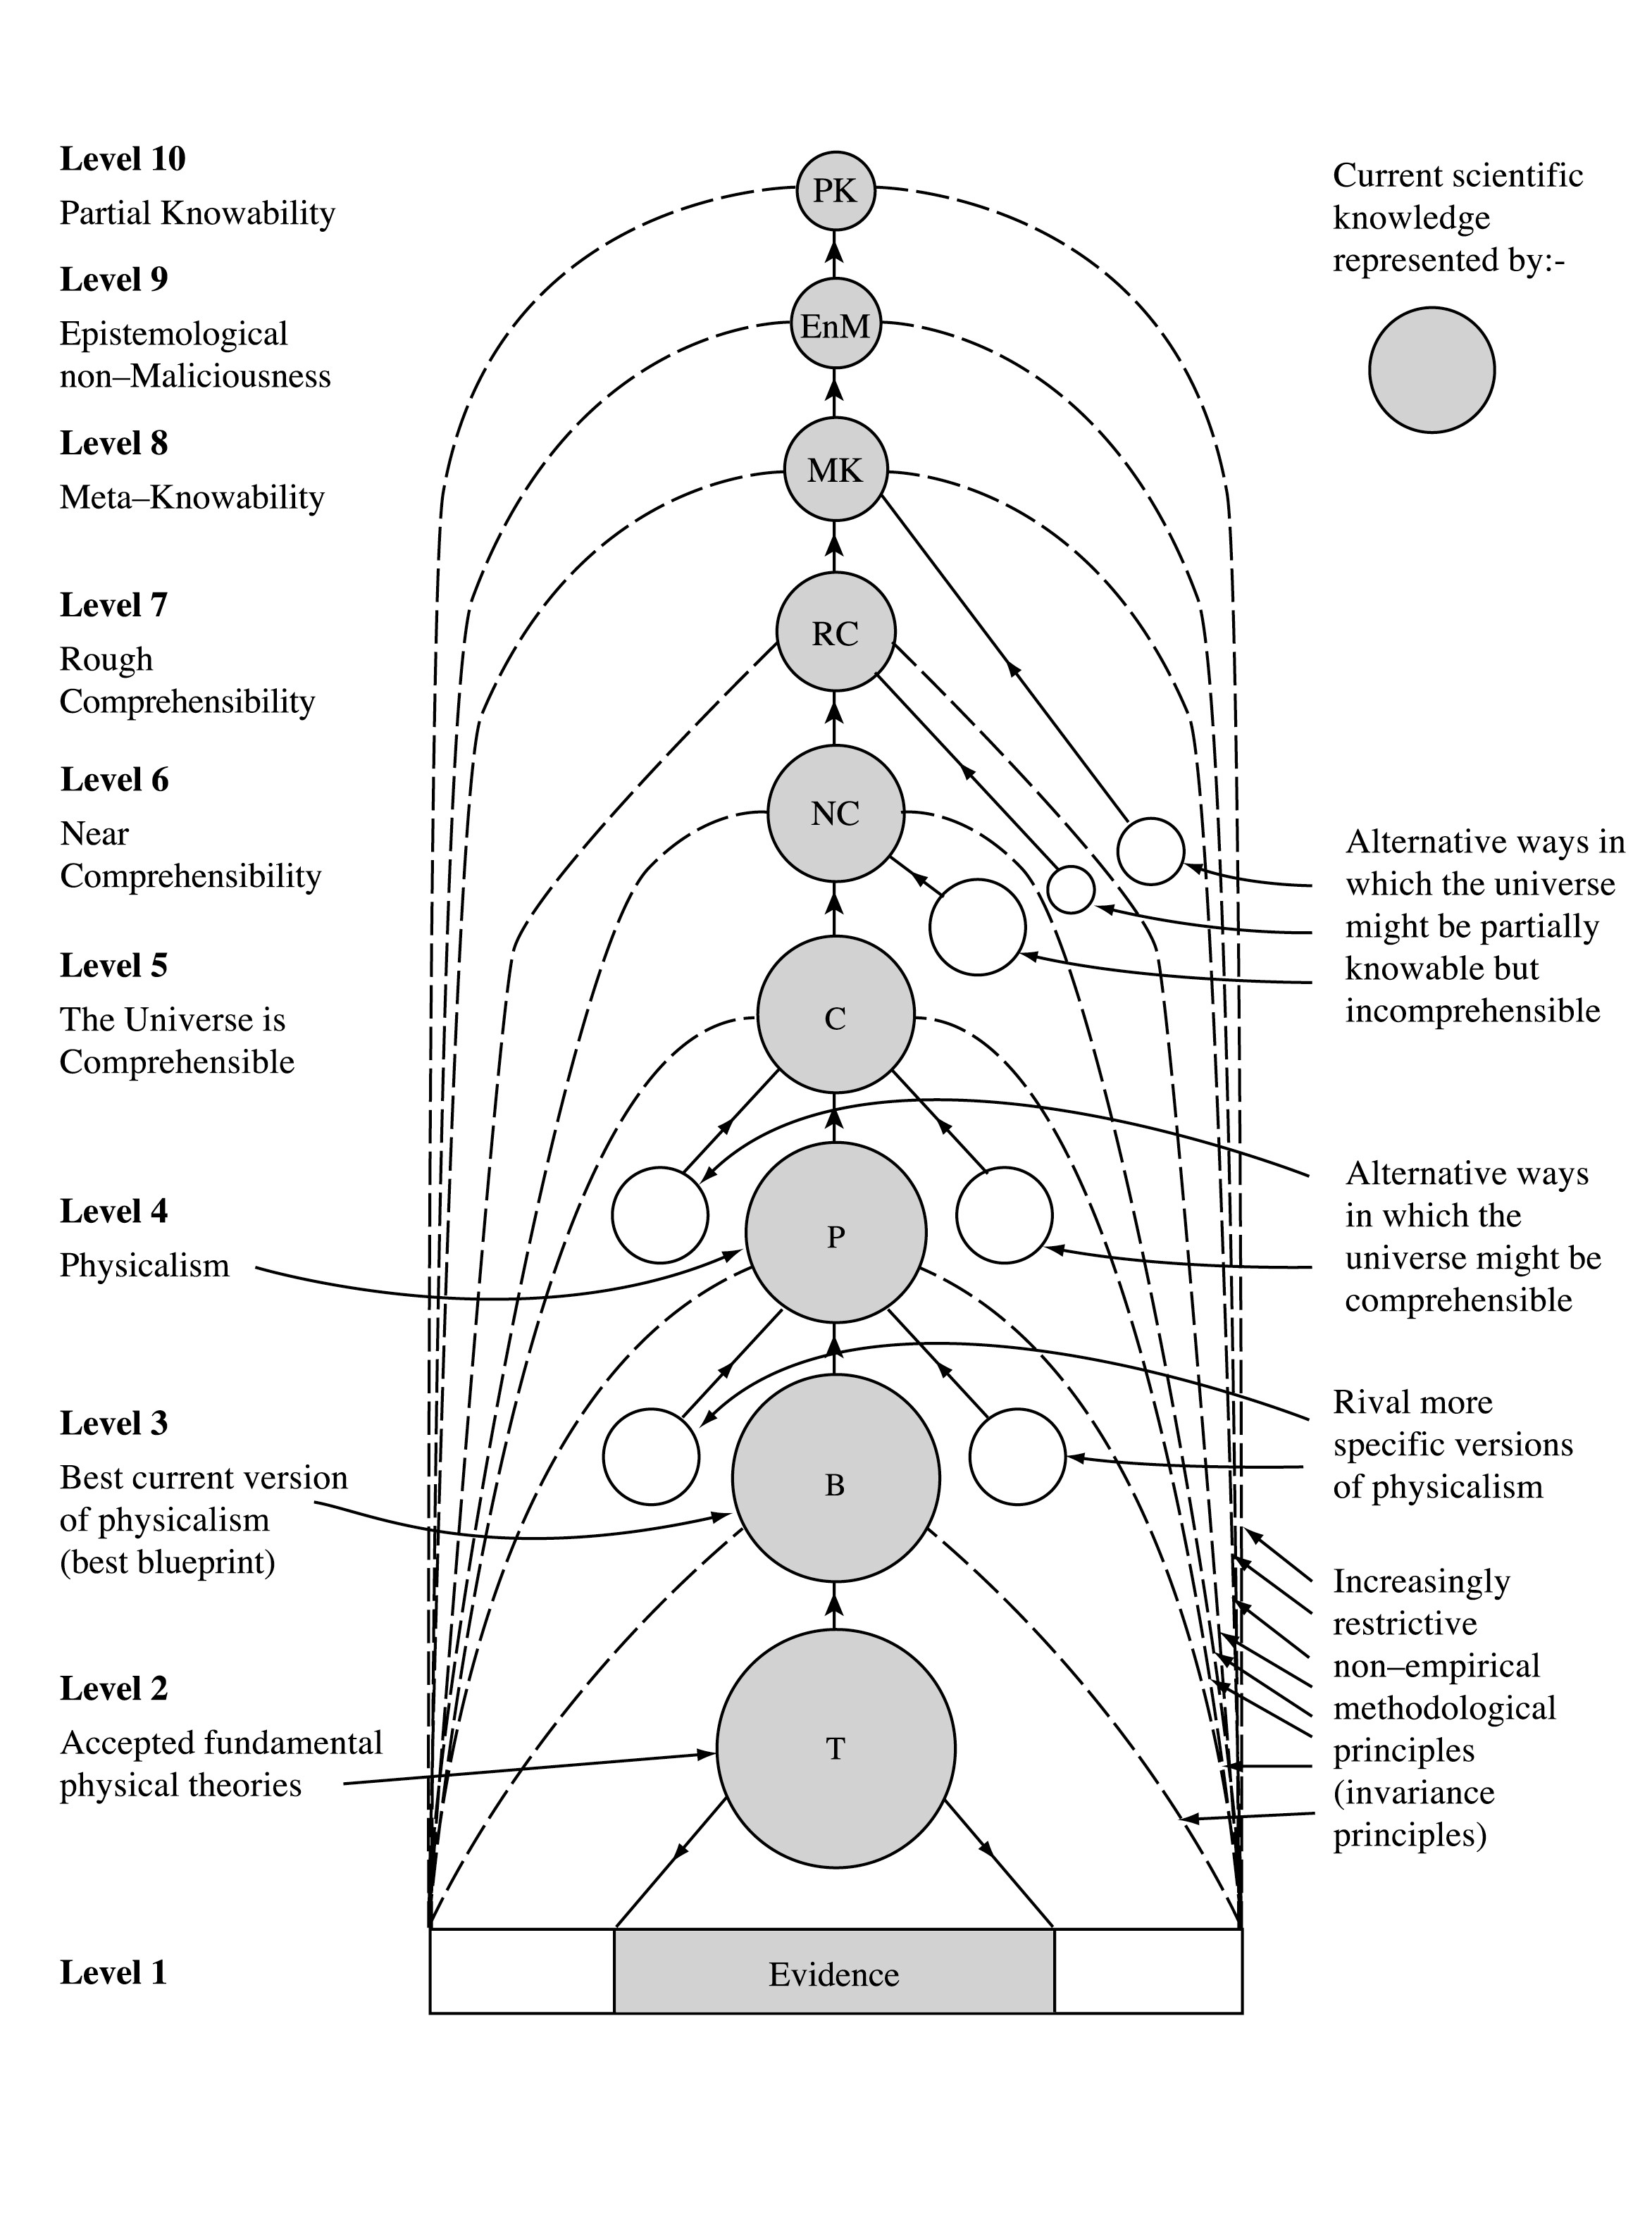 Level 10
Partial Knowability
Level 9
Epistemological
non–Maliciousness
Level 8
Meta–Knowability
Level 7
Rough
Comprehensibility
Level 6
Near
Comprehensibility
Level 5
The Universe is
Comprehensible
Level 4
Physicalism
Level 3
Best current version
of physicalism
(best blueprint)
Level 2
Accepted fundamental
physical theories
Level 1
PK
EnM
MK
RC
NC
C
P
B
T
Evidence
Current scientific
knowledge
represented by:-
Alternative ways in
which the universe
might be partially
knowable but
incomprehensible
Alternative ways
in which the
universe might be
comprehensible
Rival more
specific versions
of physicalism
Increasingly
restrictive
non–empirical
methodological
principles
(invariance
principles)